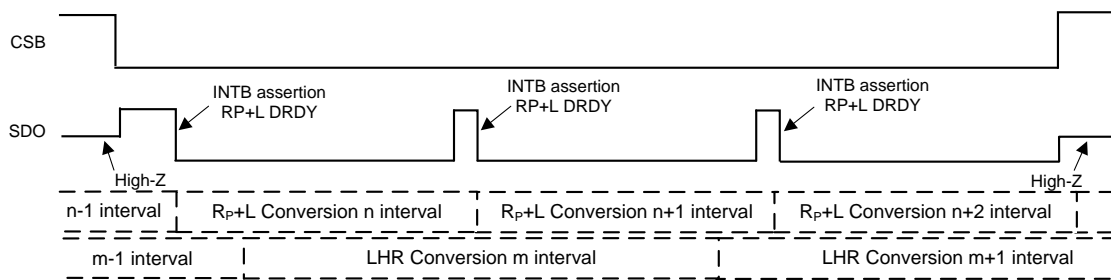 CSB
INTB assertion
RP+L DRDY
INTB assertion
RP+L DRDY
INTB assertion
RP+L DRDY
SDO
High-Z
High-Z
n-1 interval
RP+L Conversion n interval
RP+L Conversion n+1 interval
RP+L Conversion n+2 interval
m-1 interval
LHR Conversion m interval
LHR Conversion m+1 interval